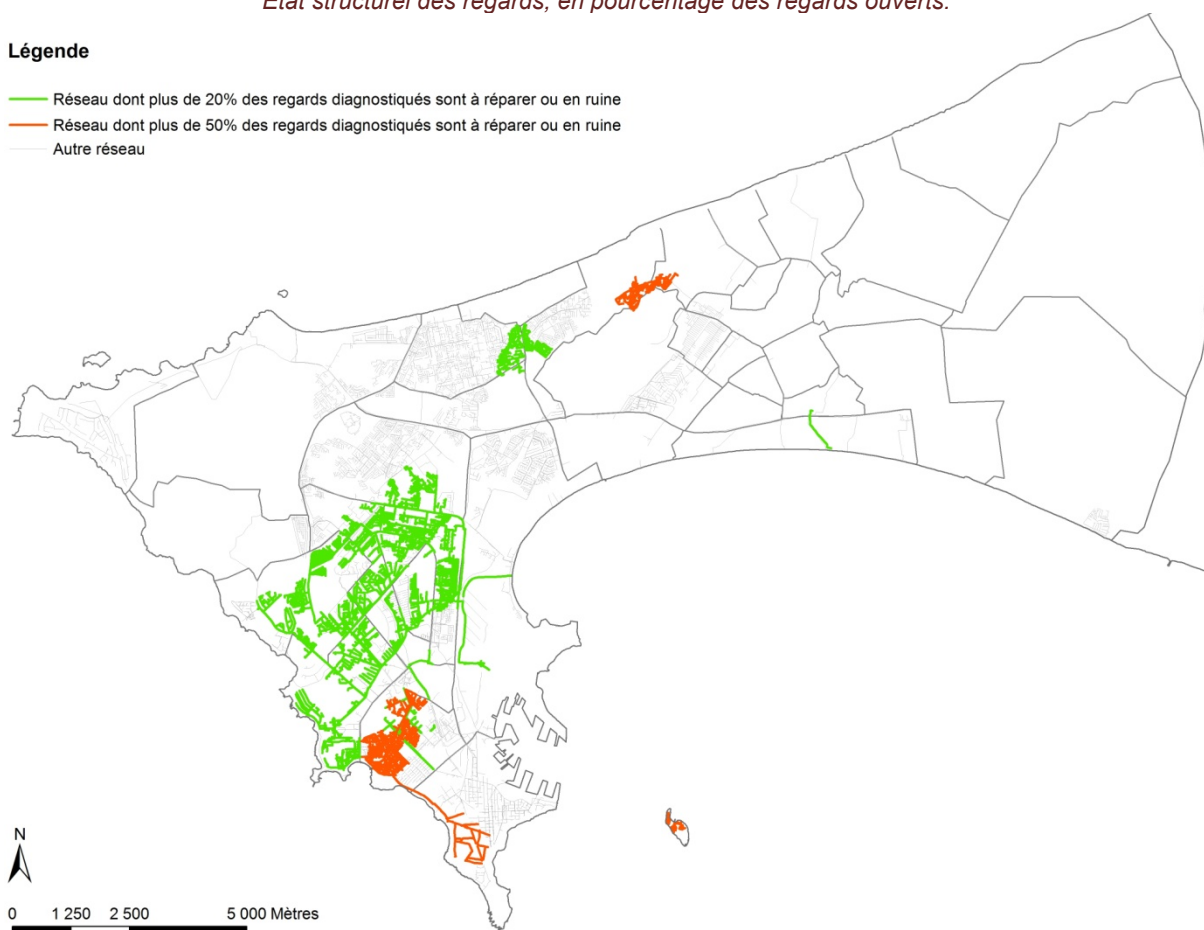 Etat structurel des regards, en pourcentage des regards ouverts.
Légende
Réseau dont plus de 20% des regards diagnostiqués sont à réparer ou en ruine
Réseau dont plus de 50% des regards diagnostiqués sont à réparer ou en ruine
Autre réseau
N
0 1 250 2 500 5 000 Mètres